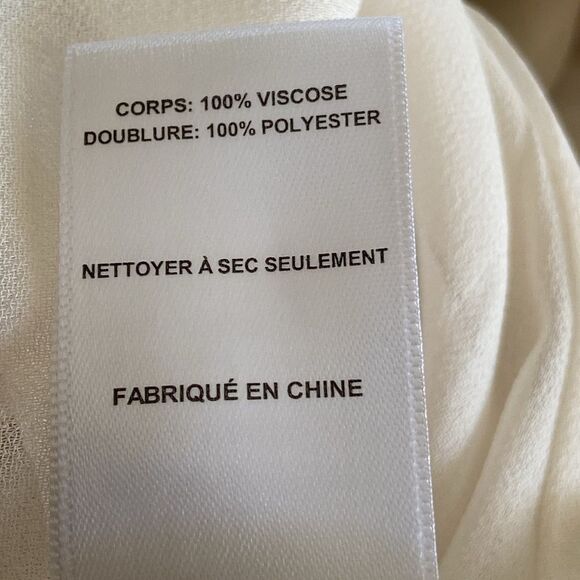 CORPS: 100% VISCOSE
DOUBLURE: 100% POLYESTER
NETTOYER À SEC SEULEMENT
FABRIQUÉ EN CHINE